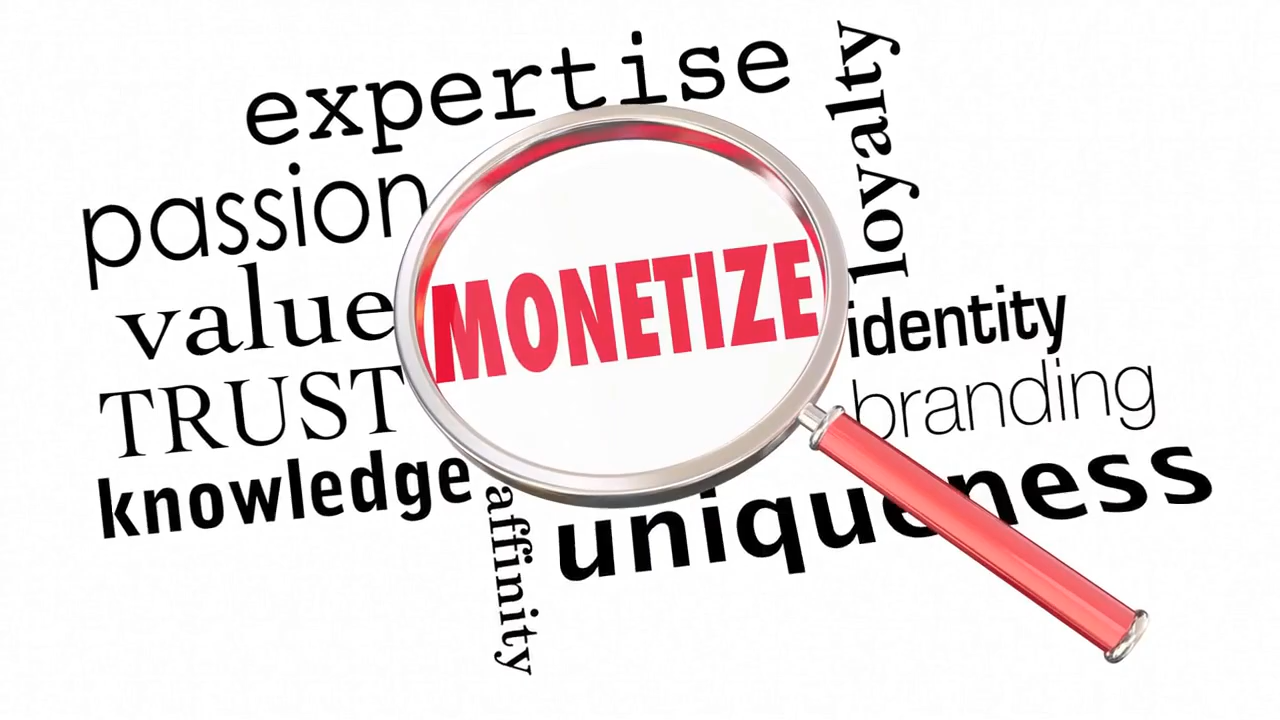 expertise
loyalty
passion
value
MONETIZE
identity
TRUST
branding
knowledge
affinity
uniqueness